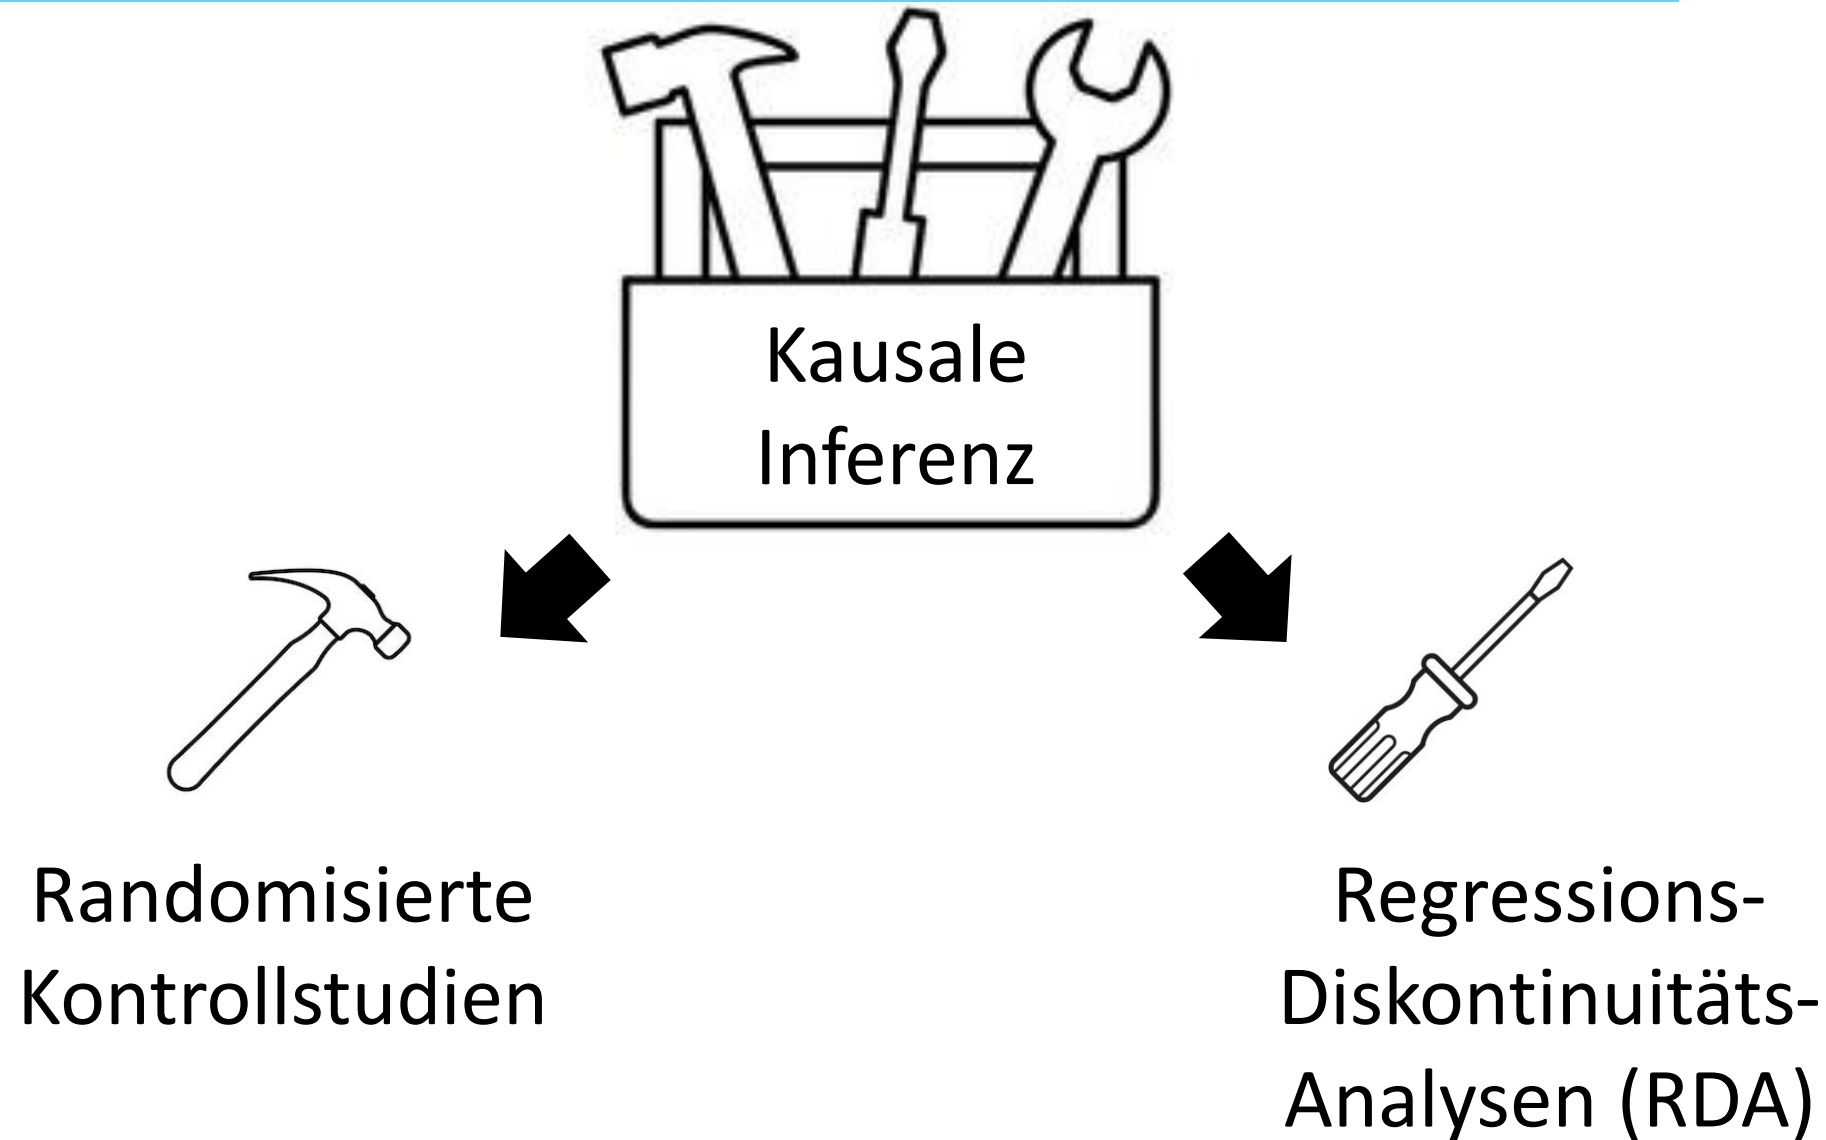 Kausale
Inferenz
Randomisierte
Kontrollstudien
Regressions-
Diskontinuitäts-
Analysen (RDA)